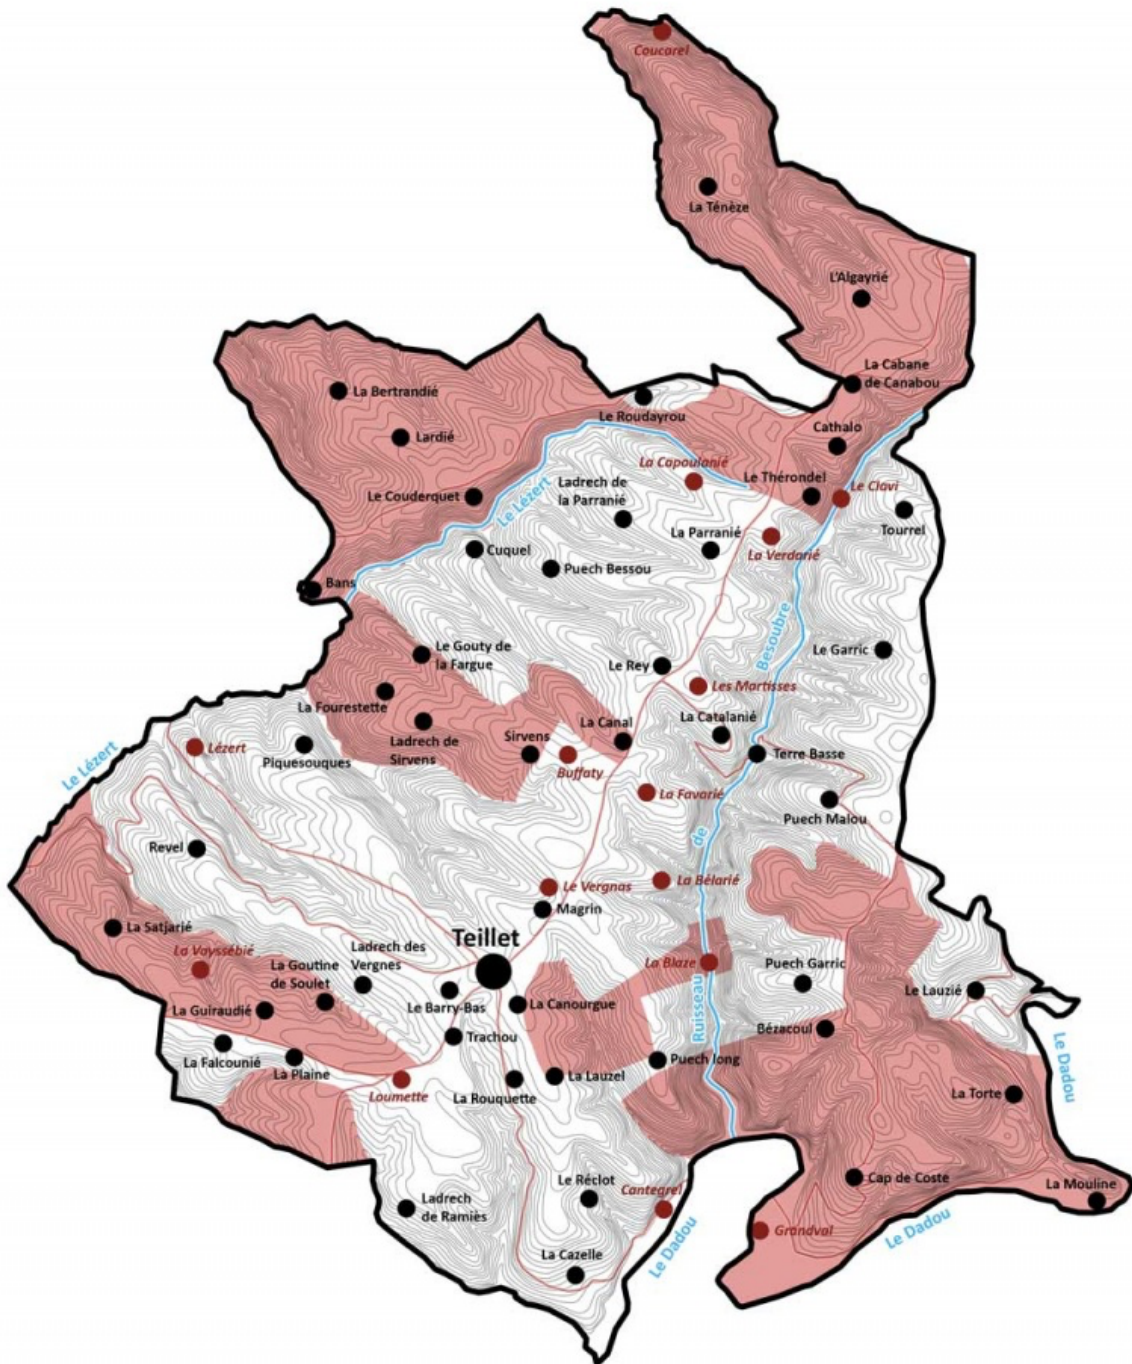 Coucarel
La Ténèze
L'Algayrié
La Cabane
de Canabou
La Bertrandié
Le Roudayrou
Lardié
Cathalo
La Capoulanié
Le Thérondel
Le Clavi
Le Couderquet
Le Lézert
Ladrech de
la Parranié
Tourrel
La Parranié
La Verdarié
Cuquel
Puech Bessou
Bans
Le Gouty de
la Fargue
Le Rey
Besoubre
Le Garric
Les Martisses
La Fourestette
La Canal
La Catalanié
Ladrech de
Sirvens
Sirvens
Lézert
Piquesouques
Buffaty
Terre Basse
Le Lézert
La Favarié
Puech Malou
Revel
de
Le Vergnas
La Bélarié
Magrin
La Satjarié
Teillet
Ladrech des
Vergnes
La Vayssébié
La Goutine
de Soulet
La Blaze
Puech Garric
Le Lauzié
La Guiraudié
Le Barry-Bas
La Canourgue
Ruisseau
Bézacoul
Trachou
La Falcounié
La Plaine
Puech long
Le Dadou
La Lauzel
Loumette
La Rouquette
La Torte
Le Réclot
Cantegrel
Cap de Coste
La Mouline
Ladrech
de Ramiès
Grandval
Le Dadou
Le Dadou
La Cazelle